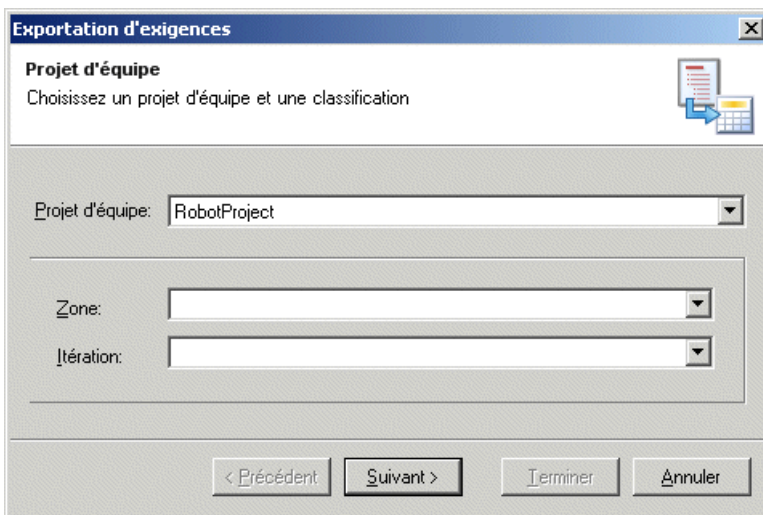 Exportation d'exigences
Projet d'équipe
Choisissez un projet d'équipe et une classification
Projet d'équipe: RobotProject
Zone:
Itération:
< Précédent Suivant > Terminer Annuler